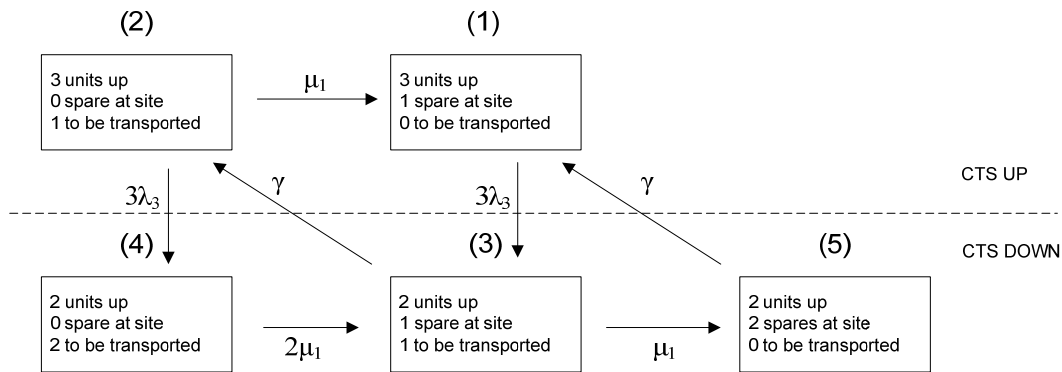 (2)
(1)
3 units up
0 spare at site
1 to be transported
μ1
3 units up
1 spare at site
0 to be transported
CTS UP
3λ3
γ
3λ3
γ
CTS DOWN
(4)
(3)
(5)
2 units up
0 spare at site
2 to be transported
2μ1
2 units up
1 spare at site
1 to be transported
μ1
2 units up
2 spares at site
0 to be transported